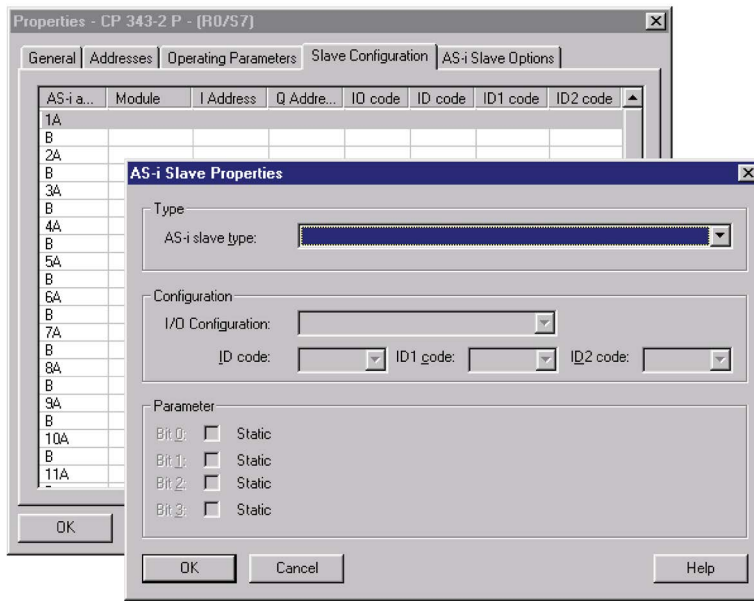 Properties - CP 343-2 P - (R0/S7)
General Addresses Operating Parameters Slave Configuration AS-i Slave Options
AS-i a... Module I Address Q Addre... IO code ID code ID1 code ID2 code
1A
B
2A
B
3A
B
4A
B
5A
B
6A
B
7A
B
8A
B
9A
B
10A
B
11A
OK
AS-i Slave Properties
Type
AS-i slave type:
Configuration
I/O Configuration:
ID code: ID1 code: ID2 code:
Parameter
Bit 0: Static
Bit 1: Static
Bit 2: Static
Bit 3: Static
OK Cancel Help